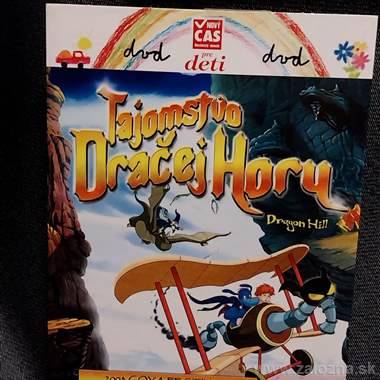 NOVÝ
ČAS
dvd
pre
deti
dvd
Tajomstvo
Dračej Hory
Dragon Hill
www.zalozna.sk